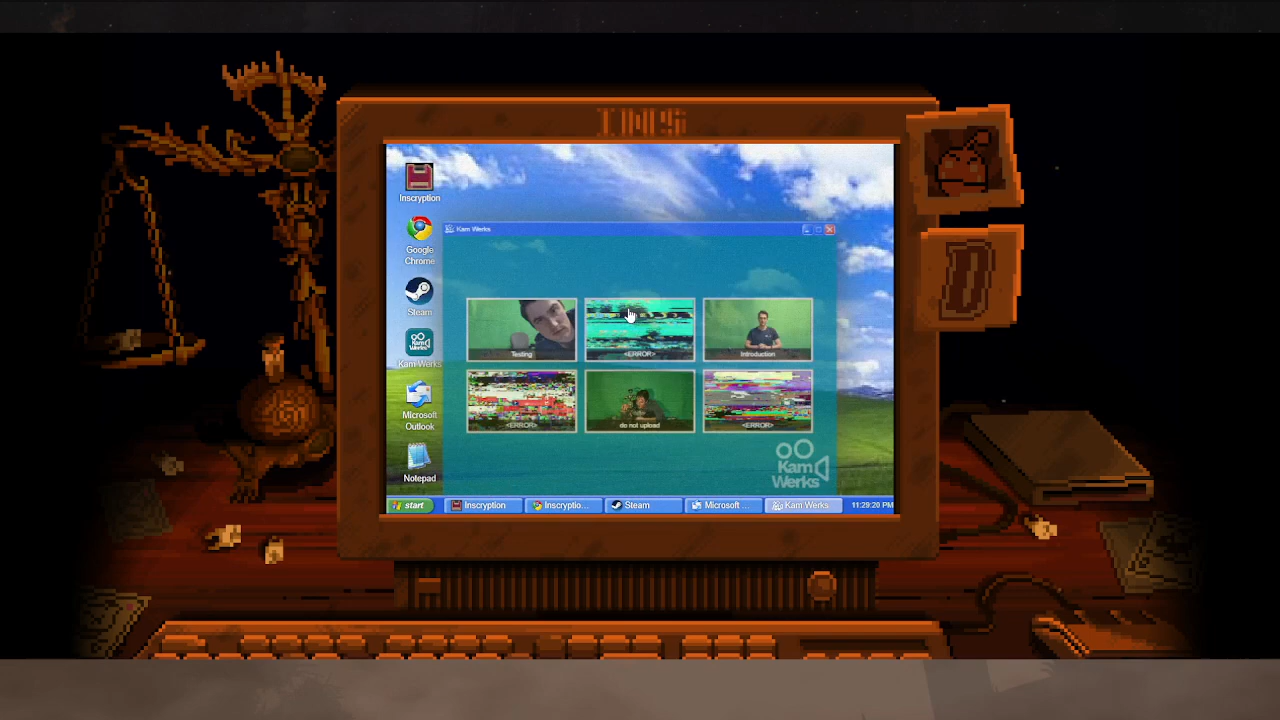 INS
Inscryption
Google
Chrome
Steam
Kam Werks
Microsoft
Outlook
Notepad
Kam Werks
Testing
<ERROR>
Introduction
<ERROR>
do not upload
<ERROR>
Kam
Werks
start
Inscryption
Inscryptio...
Steam
Microsoft ...
Kam Werks
11:29:20 PM